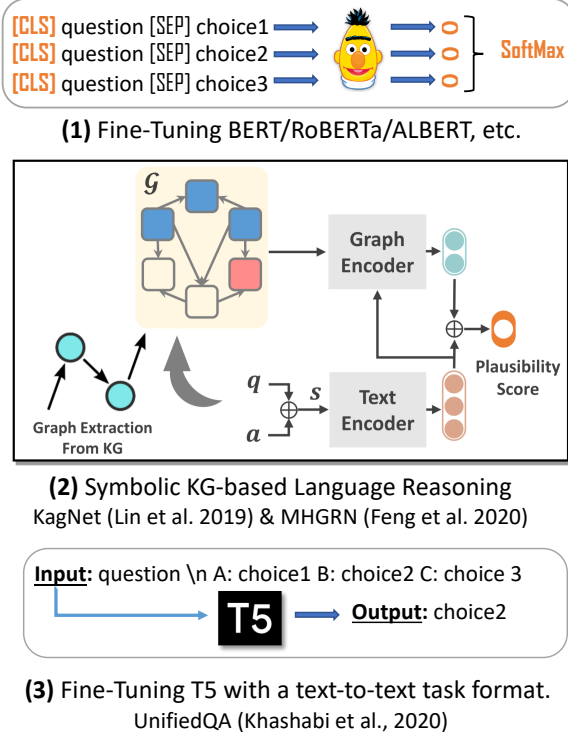 [CLS] question [SEP] choice1
[CLS] question [SEP] choice2
[CLS] question [SEP] choice3
SoftMax
(1) Fine-Tuning BERT/RoBERTa/ALBERT, etc.
𝒢
Graph
Encoder
Plausibility
Score
Graph Extraction
From KG
q
a
s
Text
Encoder
(2) Symbolic KG-based Language Reasoning
KagNet (Lin et al. 2019) & MHGRN (Feng et al. 2020)
Input: question \n A: choice1 B: choice2 C: choice 3
T5
Output: choice2
(3) Fine-Tuning T5 with a text-to-text task format.
UnifiedQA (Khashabi et al., 2020)